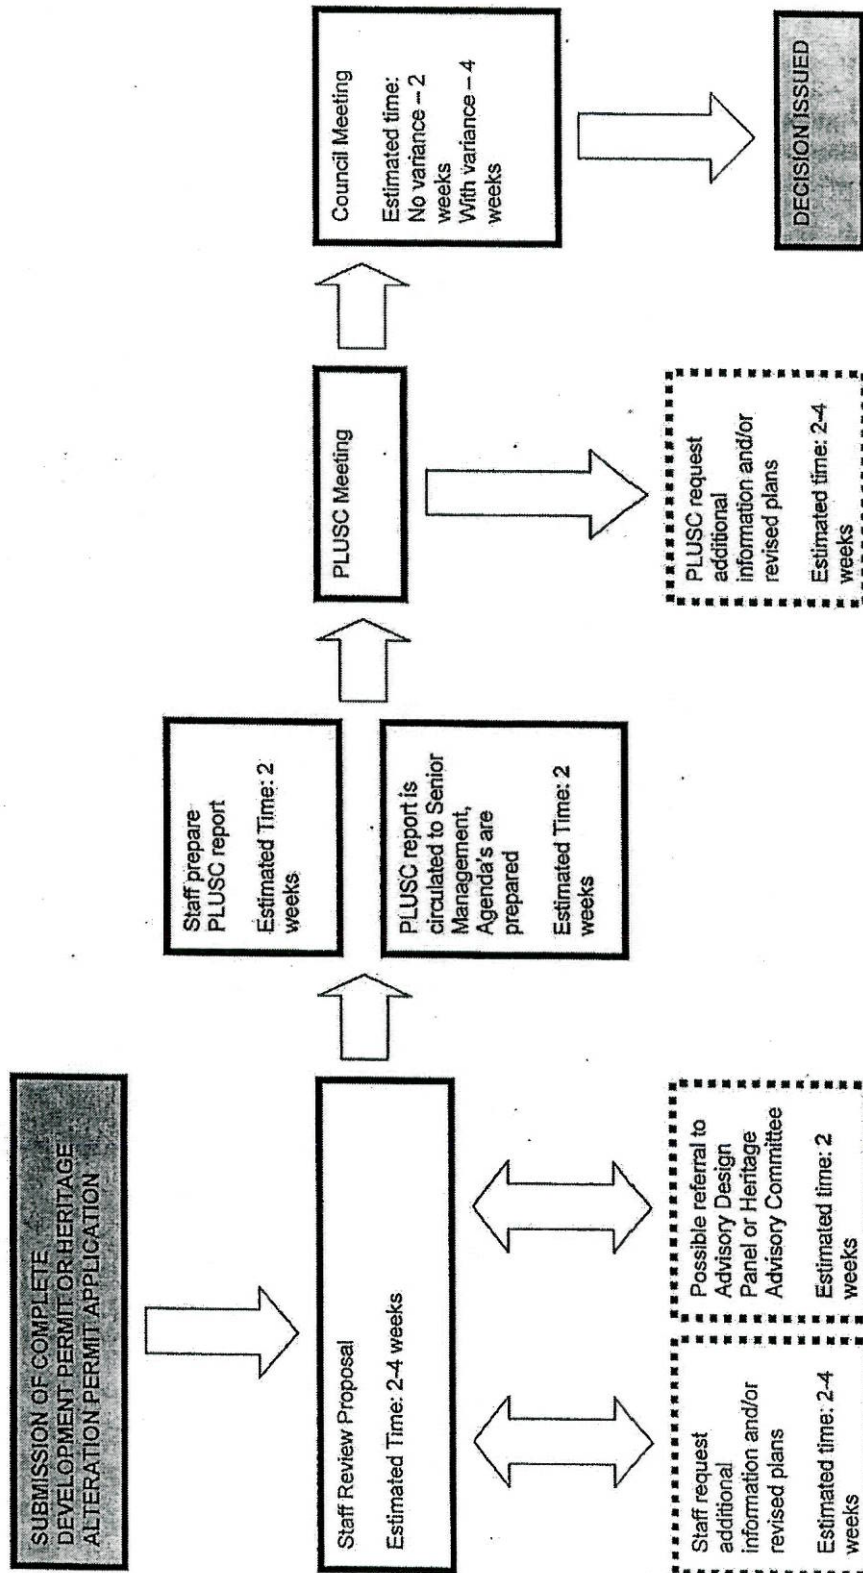 SUBMISSION OF COMPLETE
DEVELOPMENT PERMIT OR HERITAGE
ALTERATION PERMIT APPLICATION
Staff Review Proposal
Estimated Time: 2-4 weeks
Staff request
additional
information and/or
revised plans
Estimated time: 2-4
weeks
Possible referral to
Advisory Design
Panel or Heritage
Advisory Committee
Estimated time: 2
weeks
Staff prepare
PLUSC report
Estimated Time: 2
weeks
PLUSC report is
circulated to Senior
Management,
Agenda's are
prepared
Estimated Time: 2
weeks
PLUSC Meeting
PLUSC request
additional
information and/or
revised plans
Estimated time: 2-4
weeks
Council Meeting
Estimated time:
No variance – 2
weeks
With variance – 4
weeks
DECISION ISSUED